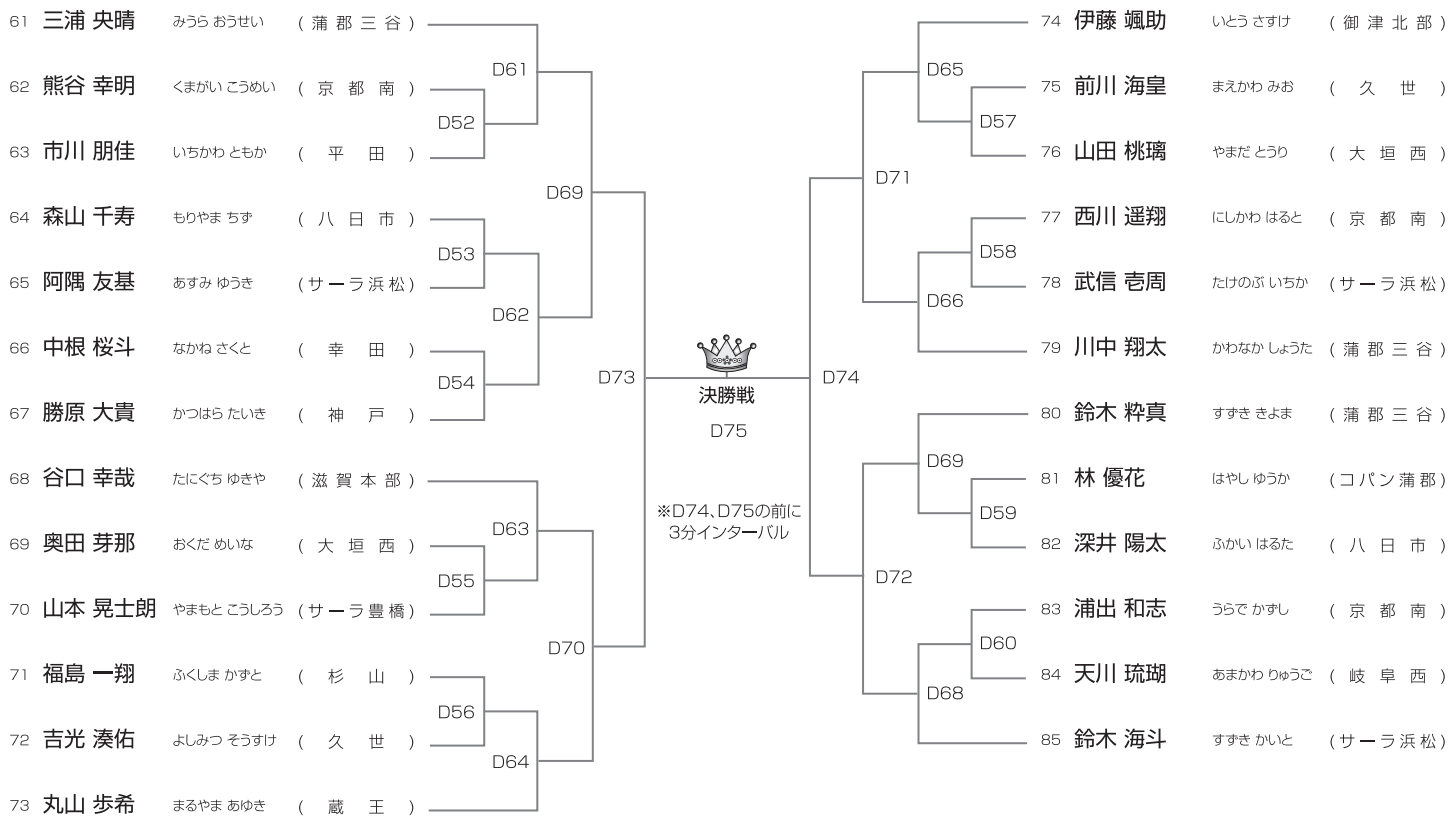 61 三浦 央晴 みうら おうせい (蒲郡三谷)
D61
62 熊谷 幸明 くまがい こうめい (京都南)
D52
63 市川 朋佳 いちかわ ともか (平田)
D69
64 森山 千寿 もりやま ちず (八日市)
D53
65 阿隅 友基 あすみ ゆうき (サーラ浜松)
D62
66 中根 桜斗 なかね さくと (幸田)
D54
67 勝原 大貴 かつはら たいき (神戸)
D73
68 谷口 幸哉 たにぐち ゆきや (滋賀本部)
D63
69 奥田 芽那 おくだ めいな (大垣西)
D55
70 山本 晃士朗 やまもと こうしろう (サーラ豊橋)
D70
71 福島 一翔 ふくしま かずと (杉山)
D56
72 吉光 湊佑 よしみつ そうすけ (久世)
D64
73 丸山 歩希 まるやま あゆき (蔵王)
決勝戦
D75
※D74、D75の前に
3分インターバル
74 伊藤 颯助 いとう さすけ (御津北部)
D65
75 前川 海皇 まえかわ みお (久世)
D57
76 山田 桃璃 やまだ とうり (大垣西)
D71
77 西川 遥翔 にしかわ はると (京都南)
D58
78 武信 壱周 たけのぶ いちか (サーラ浜松)
D66
79 川中 翔太 かわなか しょうた (蒲郡三谷)
D74
80 鈴木 粋真 すずき きよま (蒲郡三谷)
D69
81 林 優花 はやし ゆうか (コパン蒲郡)
D59
82 深井 陽太 ふかい はるた (八日市)
D72
83 浦出 和志 うらで かずし (京都南)
D60
84 天川 琉瑚 あまかわ りゅうご (岐阜西)
D68
85 鈴木 海斗 すずき かいと (サーラ浜松)